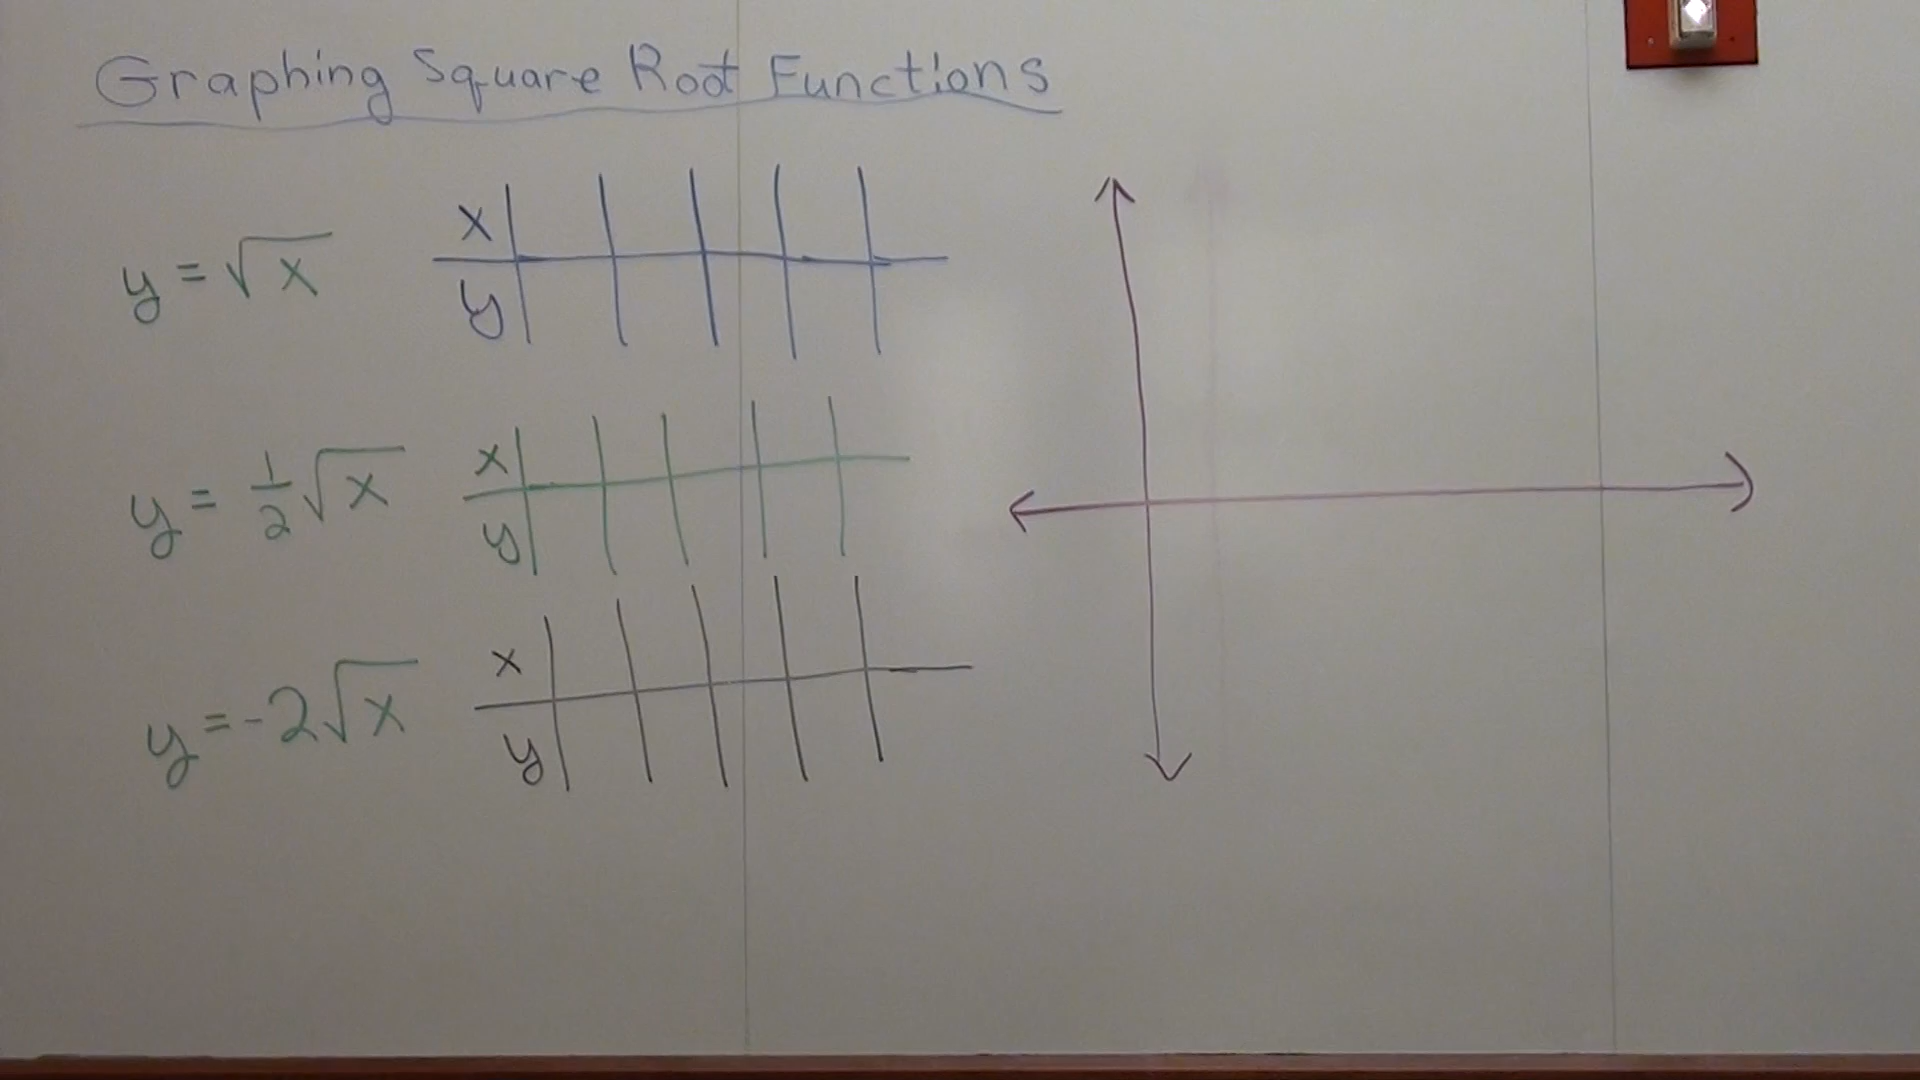 Graphing Square Root Functions
y = √x
x
y
y = 1/2 √x
x
y
y = -2√x
x
y